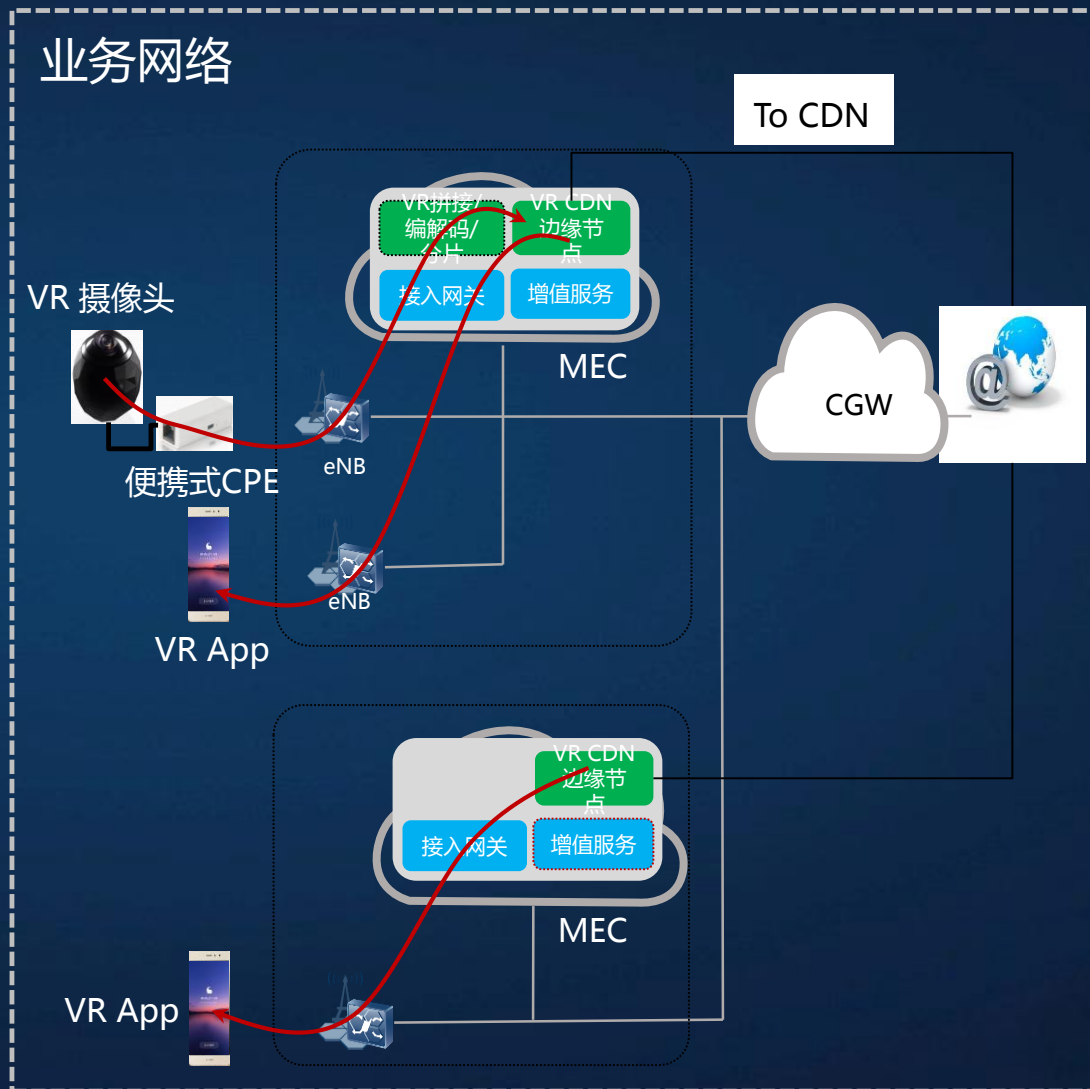 业务网络
To CDN
VR拼接/
编解码/
分片
VR CDN
边缘节
点
接入网关
增值服务
MEC
VR 摄像头
便携式CPE
eNB
CGW
@
eNB
VR App
VR CDN
边缘节
点
接入网关
增值服务
MEC
VR App